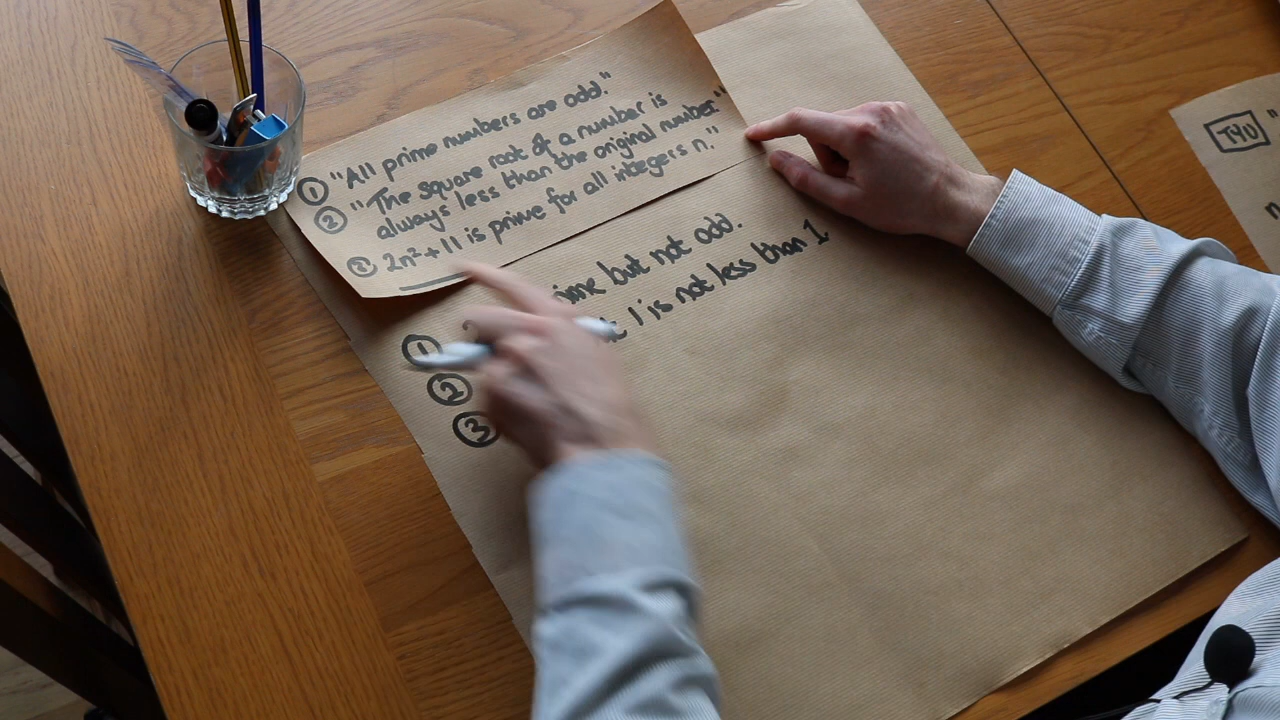 ① "All prime numbers are odd."
② "The square root of a number is
always less than the original number."
③ 2n²+11 is prime for all integers n."
① but not odd.
② 1 is not less than 1.
③
TYU "
n